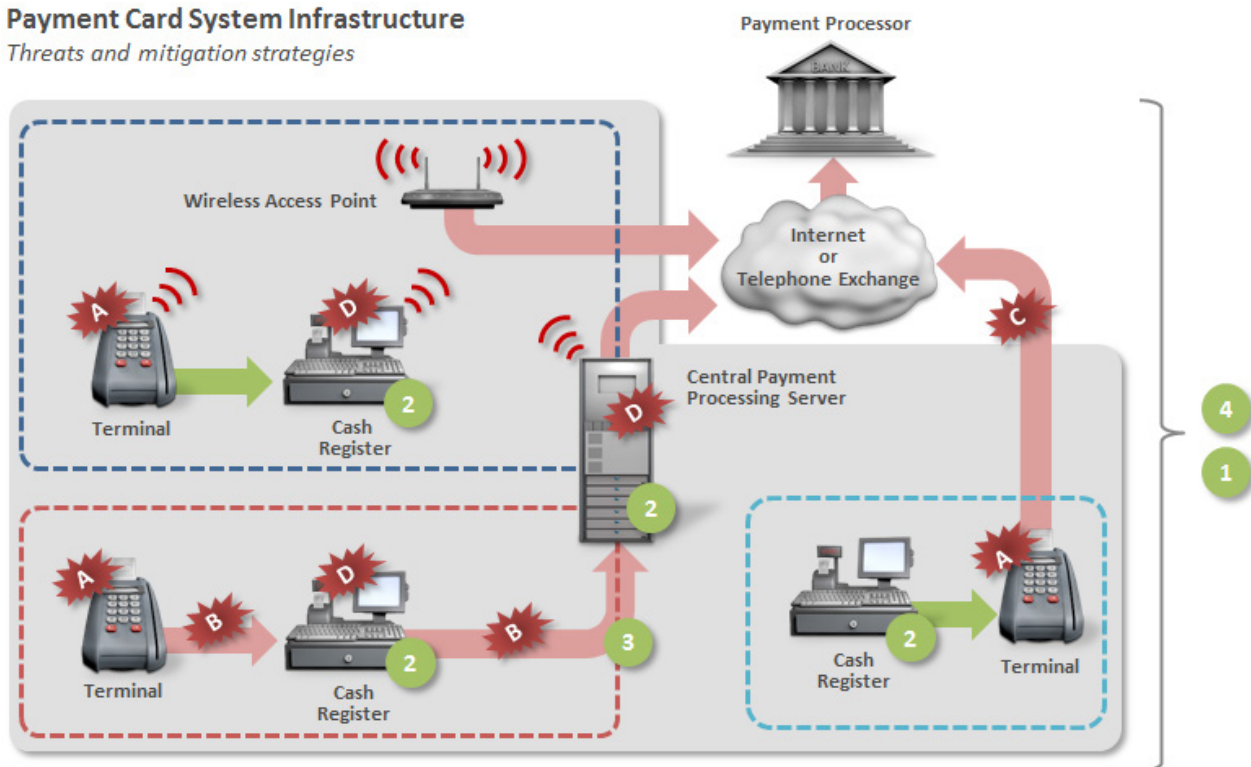 Payment Card System Infrastructure
Threats and mitigation strategies
Payment Processor
BANK
Wireless Access Point
Internet
or
Telephone Exchange
A
D
C
2
Terminal
Cash
Register
Central Payment
Processing Server
D
2
4
1
A
B
D
B
2
3
Terminal
Cash
Register
A
2
Cash
Register
Terminal